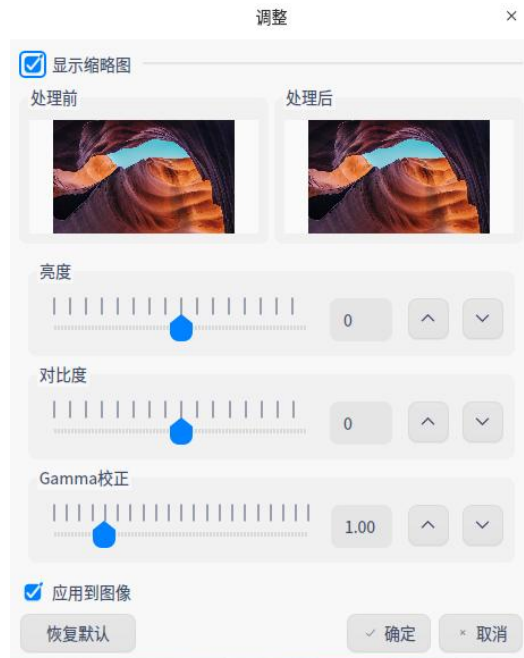 调整
显示缩略图
处理前
处理后
亮度
0
对比度
0
Gamma校正
1.00
应用到图像
恢复默认
确定
取消